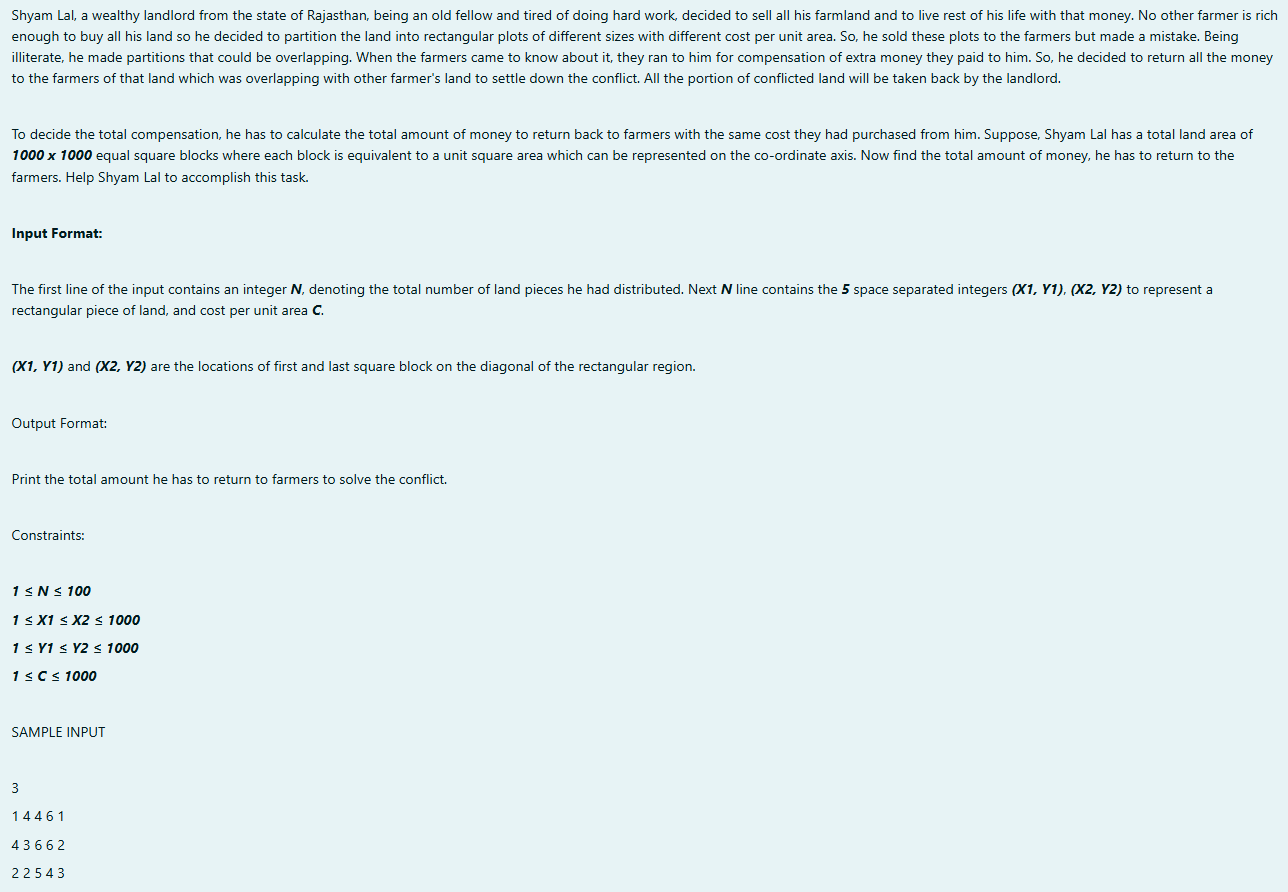 Shyam Lal, a wealthy landlord from the state of Rajasthan, being an old fellow and tired of doing hard work, decided to sell all his farmland and to live rest of his life with that money. No other farmer is rich
enough to buy all his land so he decided to partition the land into rectangular plots of different sizes with different cost per unit area. So, he sold these plots to the farmers but made a mistake. Being
illiterate, he made partitions that could be overlapping. When the farmers came to know about it, they ran to him for compensation of extra money they paid to him. So, he decided to return all the money
to the farmers of that land which was overlapping with other farmer's land to settle down the conflict. All the portion of conflicted land will be taken back by the landlord.
To decide the total compensation, he has to calculate the total amount of money to return back to farmers with the same cost they had purchased from him. Suppose, Shyam Lal has a total land area of
1000 x 1000 equal square blocks where each block is equivalent to a unit square area which can be represented on the co-ordinate axis. Now find the total amount of money, he has to return to the
farmers. Help Shyam Lal to accomplish this task.
Input Format:
The first line of the input contains an integer N, denoting the total number of land pieces he had distributed. Next N line contains the 5 space separated integers (X1, Y1), (X2, Y2) to represent a
rectangular piece of land, and cost per unit area C.
(X1, Y1) and (X2, Y2) are the locations of first and last square block on the diagonal of the rectangular region.
Output Format:
Print the total amount he has to return to farmers to solve the conflict.
Constraints:
1 ≤ N ≤ 100
1 ≤ X1 ≤ X2 ≤ 1000
1 ≤ Y1 ≤ Y2 ≤ 1000
1 ≤ C ≤ 1000
SAMPLE INPUT
3
1 4 4 6 1
4 3 6 6 2
2 2 5 4 3